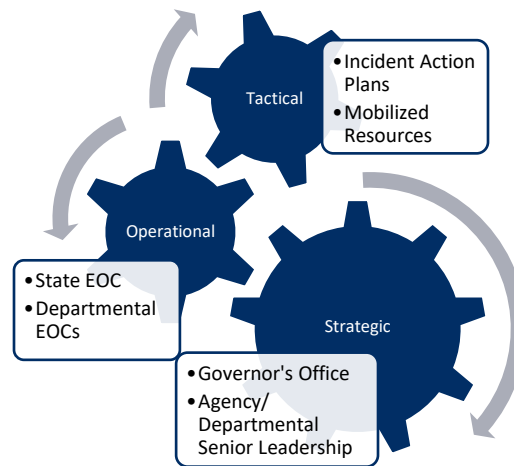 Tactical
•Incident Action
Plans
•Mobilized
Resources
Operational
•State EOC
•Departmental
EOCs
Strategic
•Governor's Office
•Agency/
Departmental
Senior Leadership